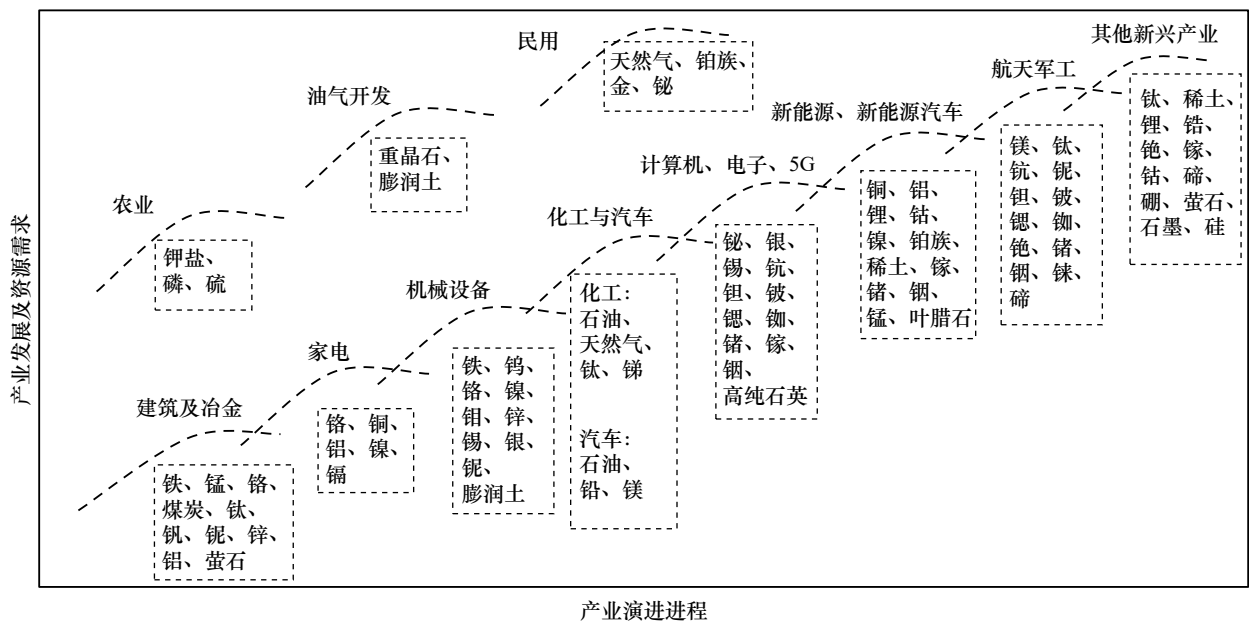 民用
天然气、铂族、
金、铋
其他新兴产业
钛、稀土、
锂、锆、
铯、镓、
钴、碲、
硼、萤石、
石墨、硅
航天军工
镁、钛、
钪、铌、
钽、铍、
锶、铷、
铯、锗、
铟、铼、
碲
油气开发
重晶石、
膨润土
新能源、新能源汽车
铜、铝、
锂、钴、
镍、铂族、
稀土、镓、
锗、铟、
锰、叶腊石
计算机、电子、5G
铋、银、
锡、钪、
钽、铍、
锶、铷、
锗、镓、
铟、
高纯石英
农业
钾盐、
磷、硫
化工与汽车
化工：
石油、
天然气、
钛、锑
汽车：
石油、
铅、镁
机械设备
铁、钨、
铬、镍、
钼、锌、
锡、银、
铌、
膨润土
家电
铬、铜、
铝、镍、
镉
建筑及冶金
铁、锰、铬、
煤炭、钛、
钒、铌、锌、
铝、萤石
产业发展及资源需求
产业演进进程